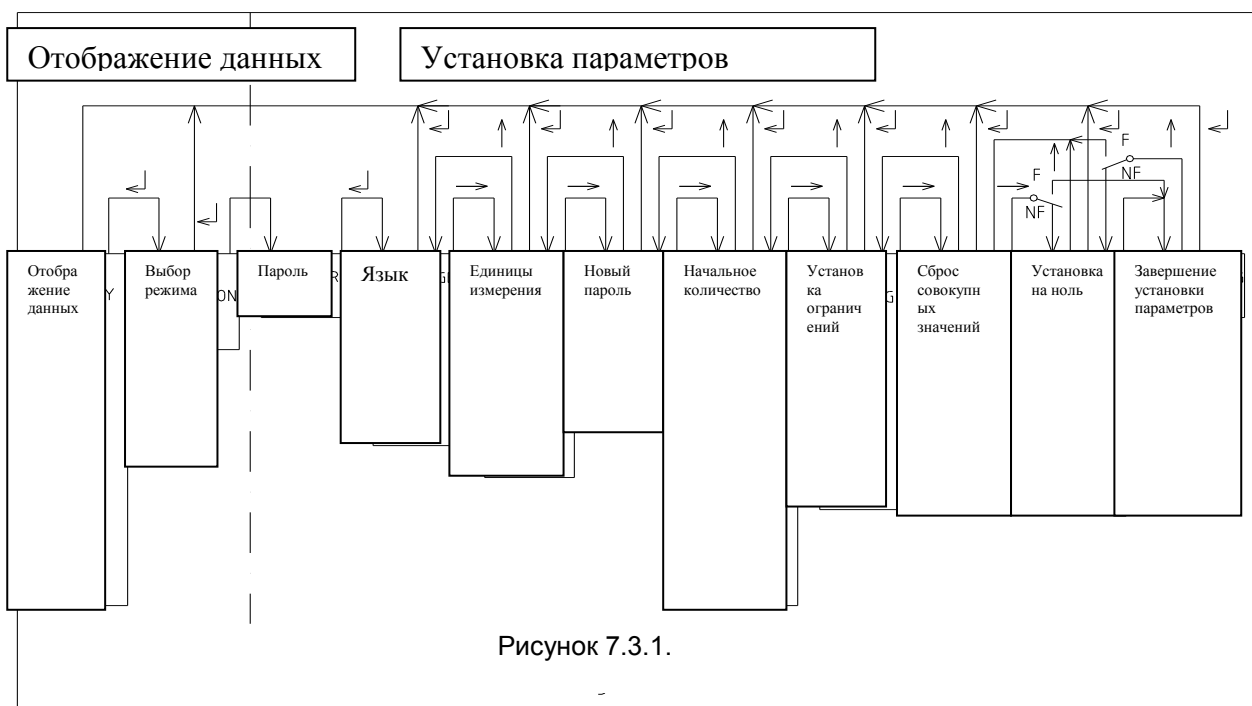 Отображение данных
Установка параметров
F
F
NF
NF
Отобра
жение
данных
Выбор
режима
Пароль
Язык
Единицы
измерения
Новый
пароль
Начальное
количество
Установ
ка
огранич
ений
Сброс
совокупн
ых
значений
Установка
на ноль
Завершение
установки
параметров
Y
ON
Рисунок 7.3.1.